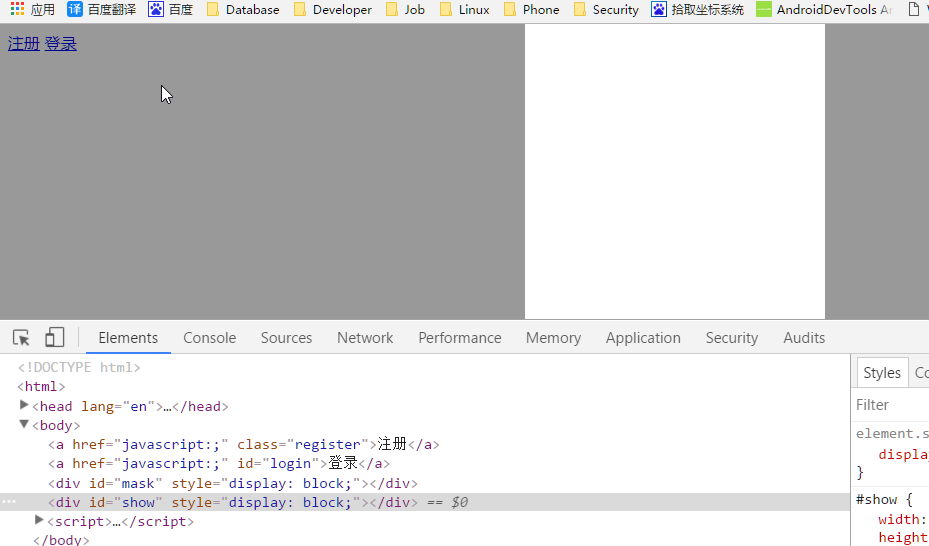 应用 译 百度翻译 百度 Database Developer Job Linux Phone Security 拾取坐标系统 AndroidDevTools
注册 登录
Elements Console Sources Network Performance Memory Application Security Audits
<!DOCTYPE html>
<html>
<head lang="en">…</head>
<body>
<a href="javascript:;" class="register">注册</a>
<a href="javascript:;" id="login">登录</a>
<div id="mask" style="display: block;"></div>
<div id="show" style="display: block;"></div> == $0
<script>…</script>
</body>
Styles Co
Filter
element.s
display
}
#show {
width:
height